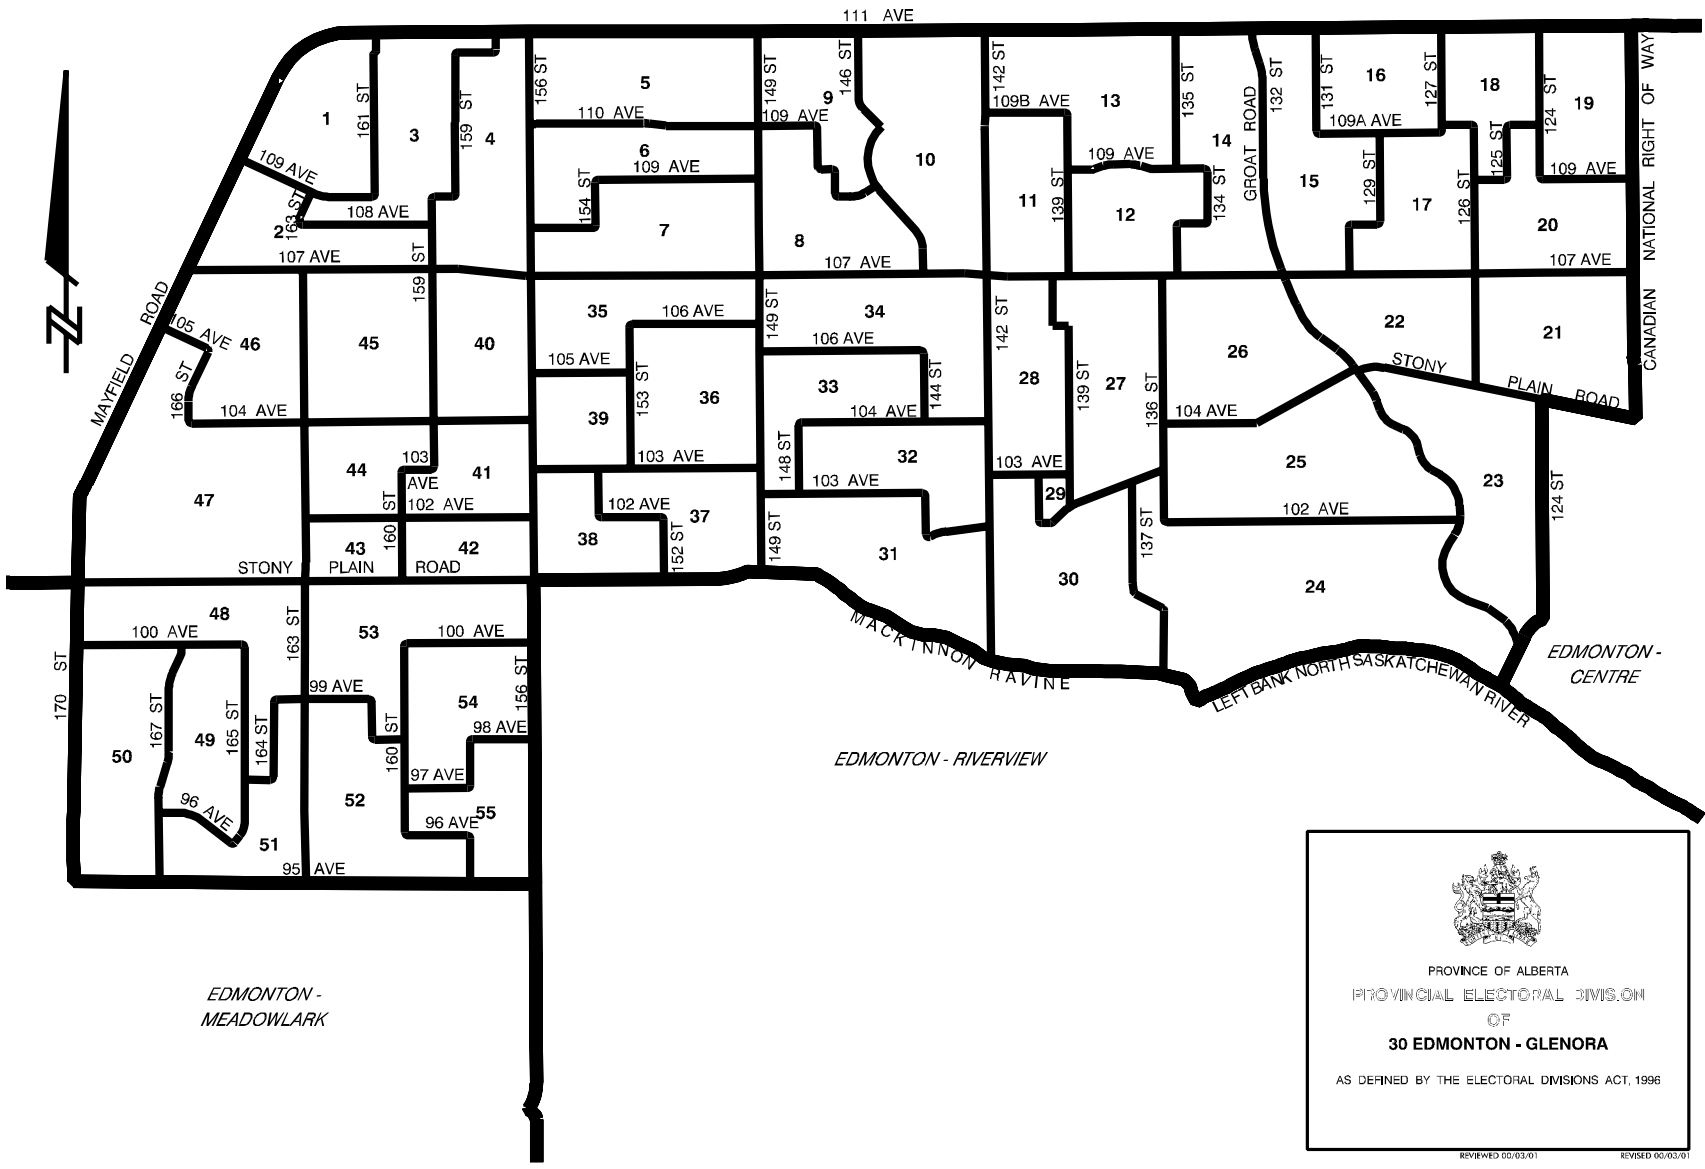 111 AVE
156 ST
149 ST
146 ST
142 ST
135 ST
GROAT ROAD
132 ST
131 ST
127 ST
124 ST
CANADIAN NATIONAL RIGHT OF WAY
1
161 ST
3
159 ST
4
5
9
13
14
16
18
19
110 AVE
109 AVE
109B AVE
109A AVE
6
109 AVE
154 ST
7
8
10
11
139 ST
109 AVE
12
134 ST
15
129 ST
17
126 ST
125 ST
109 AVE
20
109 AVE
163 ST
2
108 AVE
159 ST
107 AVE
107 AVE
107 AVE
MAYFIELD ROAD
105 AVE
46
166 ST
45
40
35
106 AVE
149 ST
34
142 ST
106 AVE
144 ST
33
105 AVE
153 ST
36
39
28
139 ST
27
136 ST
26
22
21
STONY PLAIN ROAD
104 AVE
104 AVE
104 AVE
47
44
103 AVE
160 ST
41
102 AVE
103 AVE
148 ST
32
103 AVE
103 AVE
29
25
23
124 ST
102 AVE
43
42
38
102 AVE
37
152 ST
149 ST
31
30
137 ST
24
STONY PLAIN ROAD
48
100 AVE
163 ST
53
100 AVE
156 ST
170 ST
167 ST
49
165 ST
164 ST
99 AVE
160 ST
54
98 AVE
50
97 AVE
96 AVE
51
52
96 AVE
55
95 AVE
MACKINNON RAVINE
LEFT BANK NORTH SASKATCHEWAN RIVER
EDMONTON -
CENTRE
EDMONTON - RIVERVIEW
EDMONTON -
MEADOWLARK
PROVINCE OF ALBERTA
PROVINCIAL ELECTORAL DIVISION
OF
30 EDMONTON - GLENORA
AS DEFINED BY THE ELECTORAL DIVISIONS ACT, 1996
REVIEWED 00/03/01
REVISED 00/03/01